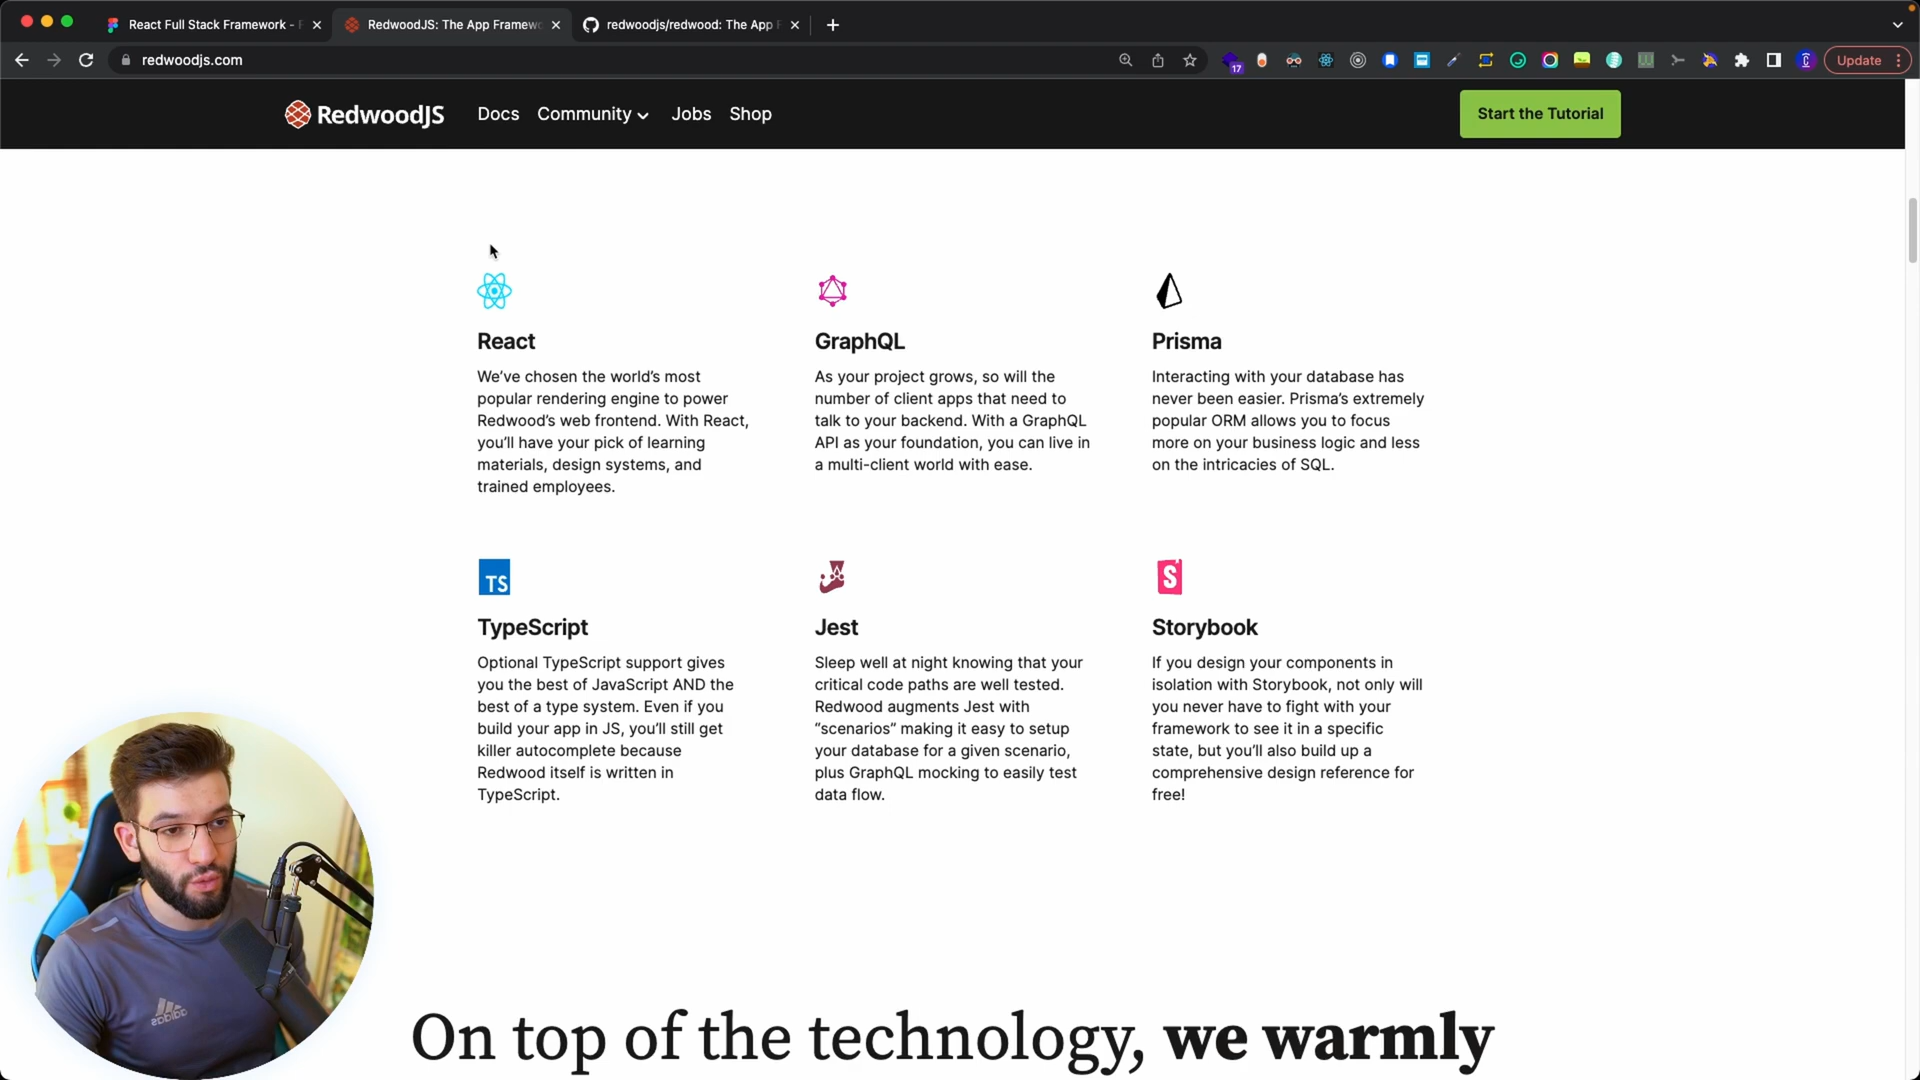 React Full Stack Framework -
RedwoodJS: The App Framewo
redwoodjs/redwood: The App F
redwoodjs.com
17
Update
RedwoodJS
Docs
Community
Jobs
Shop
Start the Tutorial
React
We’ve chosen the world’s most
popular rendering engine to power
Redwood’s web frontend. With React,
you’ll have your pick of learning
materials, design systems, and
trained employees.
GraphQL
As your project grows, so will the
number of client apps that need to
talk to your backend. With a GraphQL
API as your foundation, you can live in
a multi-client world with ease.
Prisma
Interacting with your database has
never been easier. Prisma’s extremely
popular ORM allows you to focus
more on your business logic and less
on the intricacies of SQL.
TS
TypeScript
Optional TypeScript support gives
you the best of JavaScript AND the
best of a type system. Even if you
build your app in JS, you’ll still get
killer autocomplete because
Redwood itself is written in
TypeScript.
Jest
Sleep well at night knowing that your
critical code paths are well tested.
Redwood augments Jest with
“scenarios” making it easy to setup
your database for a given scenario,
plus GraphQL mocking to easily test
data flow.
S
Storybook
If you design your components in
isolation with Storybook, not only will
you never have to fight with your
framework to see it in a specific
state, but you’ll also build up a
comprehensive design reference for
free!
adidas
On top of the technology, we warmly